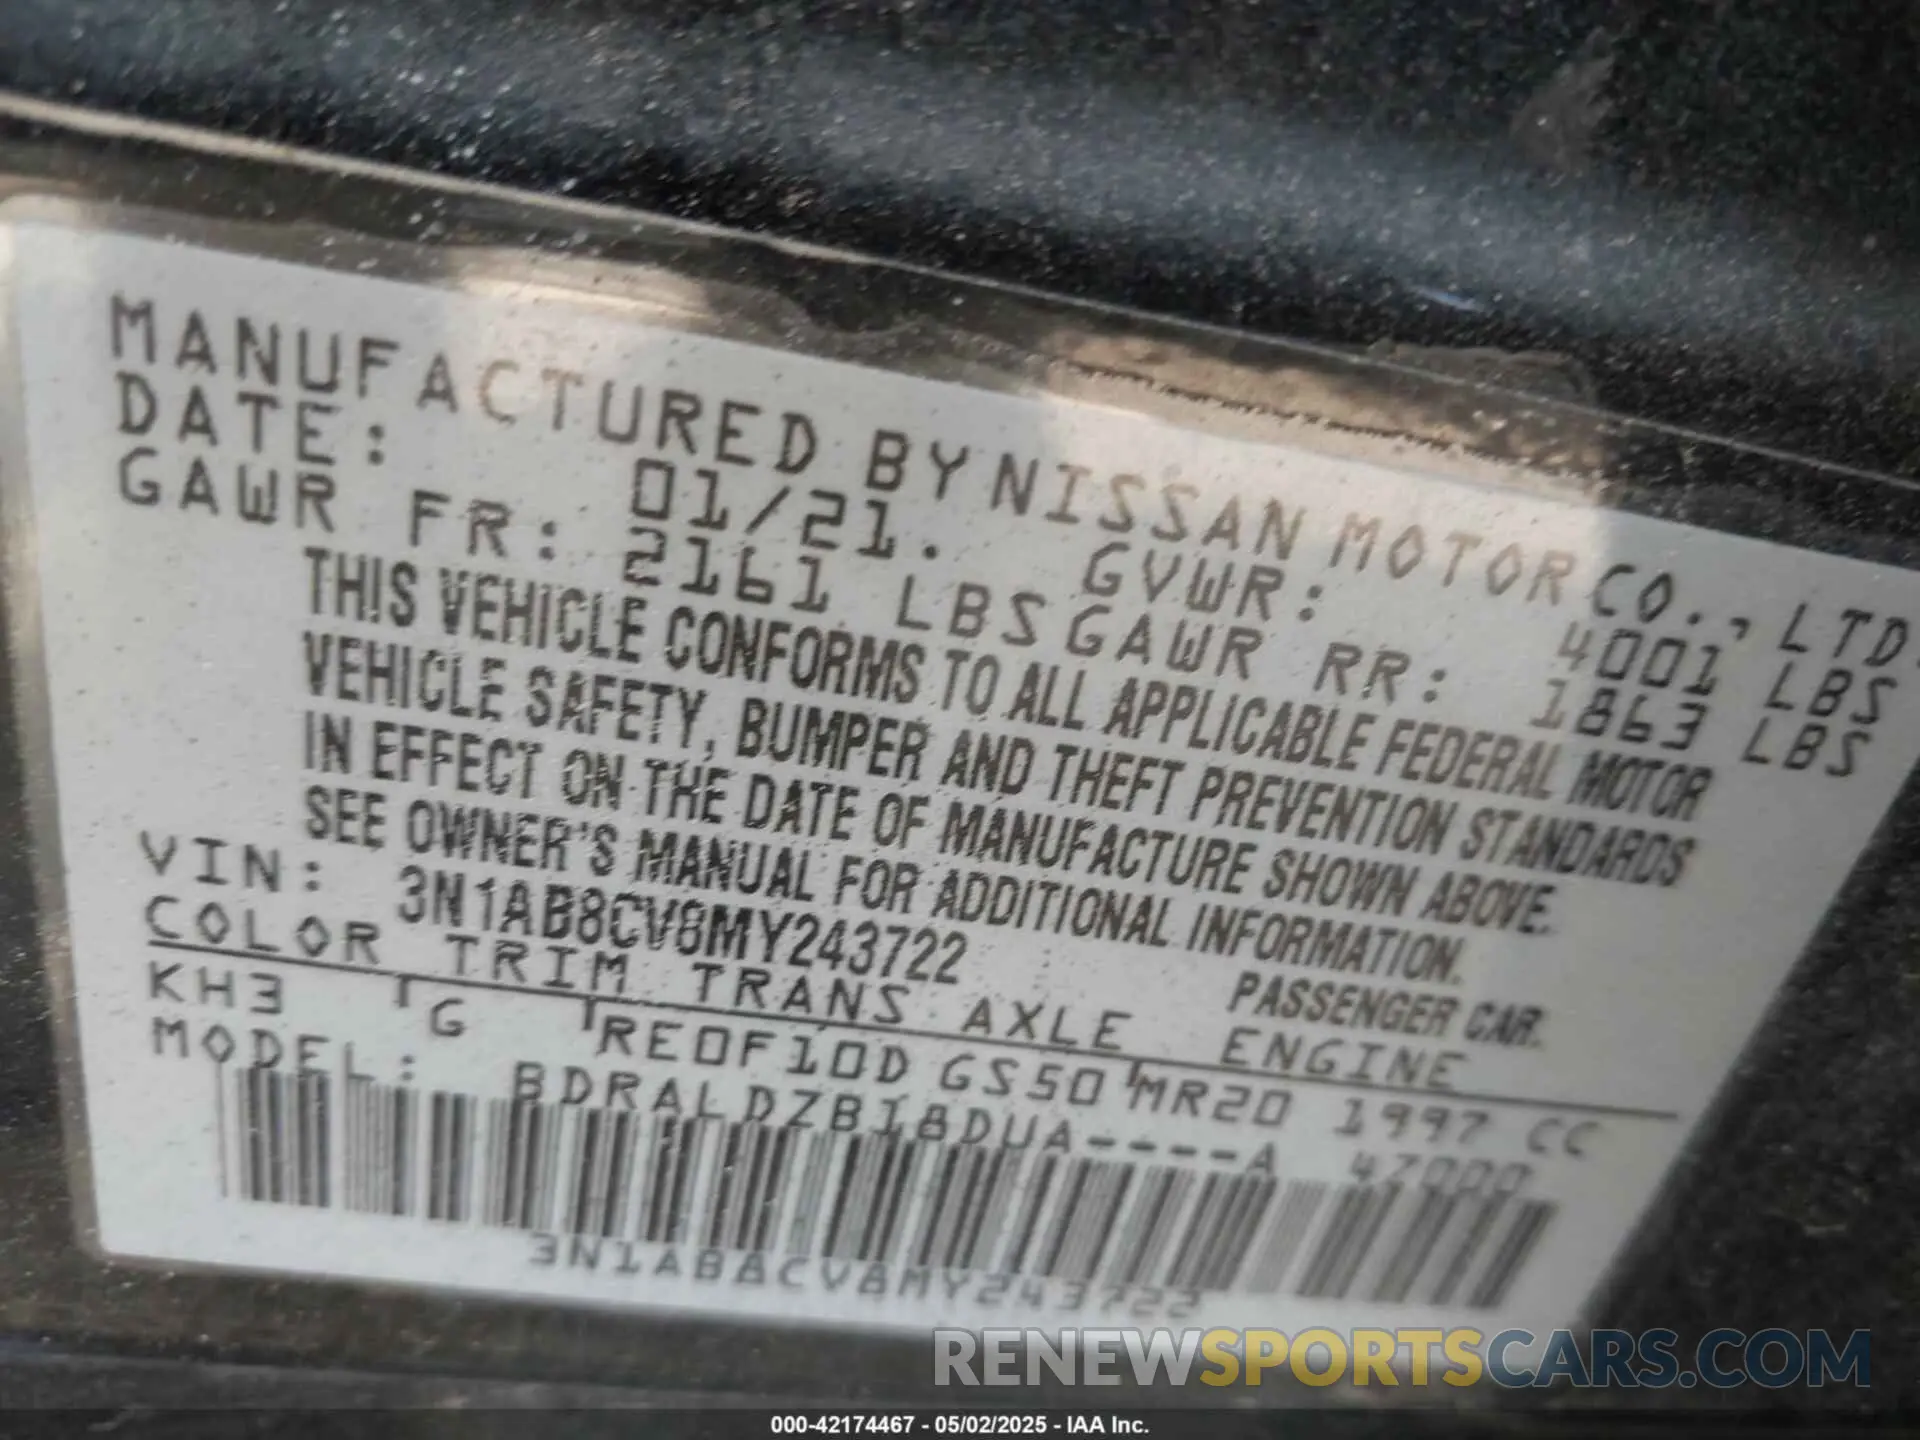 MANUFACTURED BY NISSAN MOTOR CO., LTD.
DATE: 01/21. GVWR: 4001 LBS
GAWR FR: 2161 LBS GAWR RR: 1863 LBS
THIS VEHICLE CONFORMS TO ALL APPLICABLE FEDERAL MOTOR
VEHICLE SAFETY, BUMPER AND THEFT PREVENTION STANDARDS
IN EFFECT ON THE DATE OF MANUFACTURE SHOWN ABOVE.
SEE OWNER'S MANUAL FOR ADDITIONAL INFORMATION.
VIN: 3N1AB8CV8MY243722 PASSENGER CAR.
COLOR TRIM TRANS AXLE ENGINE
KH3 G RE0F10D GS50 MR20 1997 CC
MODEL: BDRALDZB18DUA----A 47000
3N1AB8CV8MY243722
RENEWSPORTSCARS.COM
000-42174467 - 05/02/2025 - IAA Inc.